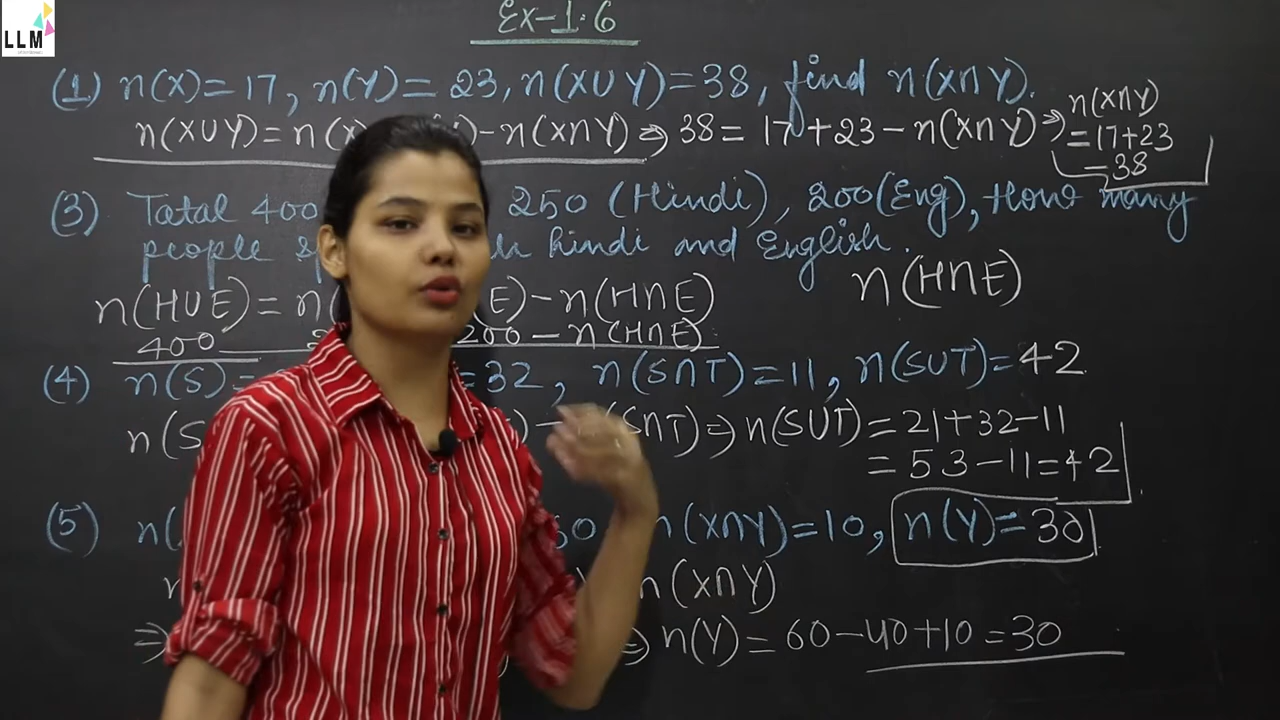 LLM
Ex-1.6
(1) n(X)=17, n(Y)=23, n(X∪Y)=38, find n(X∩Y).
n(X∪Y)= n(X) -n(X∩Y) ⇒ 38= 17+23-n(X∩Y) ⇒ n(X∩Y)
=17+23
-38
(3) Total 400 250 (Hindi), 200(Eng), How many
people hindi and English.
n(H∪E)= E)-n(H∩E) n(H∩E)
400 200-n(H∩E)
(4) n(S)= =32, n(S∩T)=11, n(S∪T)=42
n(S S∩T)⇒ n(S∪T)=21+32-11
=53-11=42
(5) n( 60 n(X∩Y)=10, n(Y)=30
n n(X∩Y)
⇒ ⇒ n(Y)= 60-40+10=30